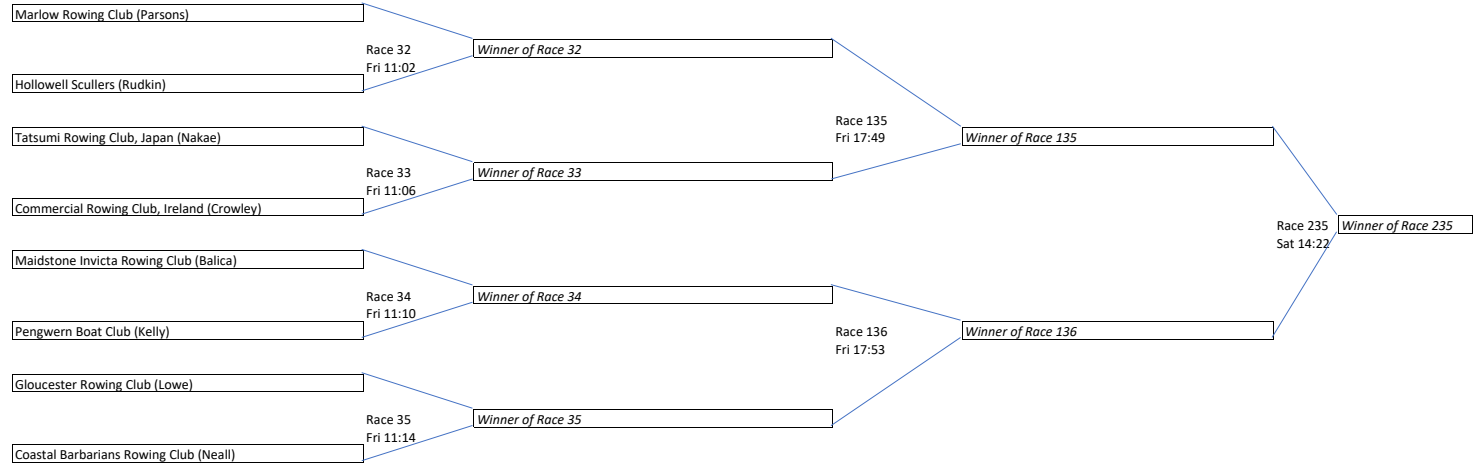 Marlow Rowing Club (Parsons)
Race 32
Fri 11:02
Winner of Race 32
Hollowell Scullers (Rudkin)
Tatsumi Rowing Club, Japan (Nakae)
Race 135
Fri 17:49
Winner of Race 135
Race 33
Fri 11:06
Winner of Race 33
Commercial Rowing Club, Ireland (Crowley)
Race 235
Sat 14:22
Winner of Race 235
Maidstone Invicta Rowing Club (Balica)
Race 34
Fri 11:10
Winner of Race 34
Pengwern Boat Club (Kelly)
Race 136
Fri 17:53
Winner of Race 136
Gloucester Rowing Club (Lowe)
Race 35
Fri 11:14
Winner of Race 35
Coastal Barbarians Rowing Club (Neall)